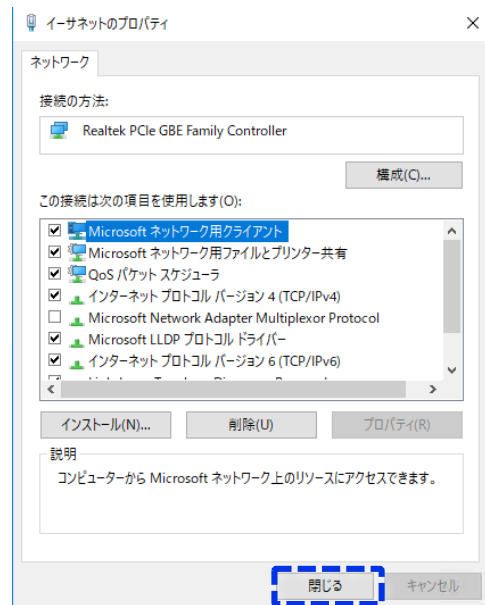 イーサネットのプロパティ
ネットワーク
接続の方法:
Realtek PCIe GBE Family Controller
構成(C)...
この接続は次の項目を使用します(O):
Microsoft ネットワーク用クライアント
Microsoft ネットワーク用ファイルとプリンター共有
QoS パケット スケジューラ
インターネット プロトコル バージョン 4 (TCP/IPv4)
Microsoft Network Adapter Multiplexor Protocol
Microsoft LLDP プロトコル ドライバー
インターネット プロトコル バージョン 6 (TCP/IPv6)
インストール(N)...
削除(U)
プロパティ(R)
説明
コンピューターから Microsoft ネットワーク上のリソースにアクセスできます。
閉じる
キャンセル